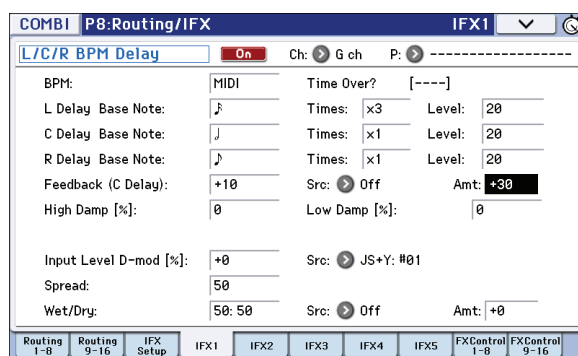 COMBI P8:Routing/IFX IFX1
L/C/R BPM Delay On Ch: G ch P: ------------------
BPM: MIDI Time Over? [----]
L Delay Base Note: 𝅘𝅥𝅯 Times: x3 Level: 20
C Delay Base Note: 𝅗𝅥 Times: x1 Level: 20
R Delay Base Note: ♪ Times: x1 Level: 20
Feedback (C Delay): +10 Src: Off Amt: +30
High Damp [%]: 0 Low Damp [%]: 0
Input Level D-mod [%]: +0 Src: JS+Y: #01
Spread: 50
Wet/Dry: 50: 50 Src: Off Amt: +0
Routing 1-8 Routing 9-16 IFX Setup IFX1 IFX2 IFX3 IFX4 IFX5 FXControl 1-8 FXControl 9-16